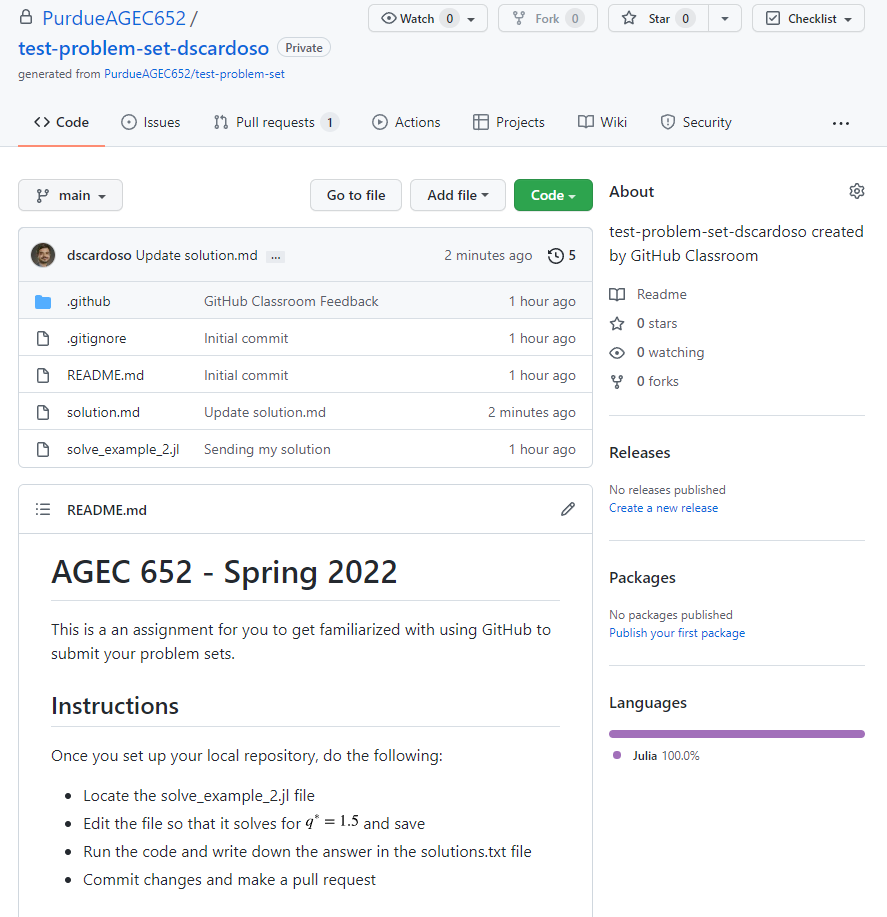 PurdueAGEC652 /
test-problem-set-dscardoso Private
generated from PurdueAGEC652/test-problem-set
Watch 0
Fork 0
Star 0
Checklist
Code
Issues
Pull requests 1
Actions
Projects
Wiki
Security
...
main
Go to file
Add file
Code
dscardoso Update solution.md ... 2 minutes ago 5
.github GitHub Classroom Feedback 1 hour ago
.gitignore Initial commit 1 hour ago
README.md Initial commit 1 hour ago
solution.md Update solution.md 2 minutes ago
solve_example_2.jl Sending my solution 1 hour ago
README.md
AGEC 652 - Spring 2022
This is a an assignment for you to get familiarized with using GitHub to
submit your problem sets.
Instructions
Once you set up your local repository, do the following:
• Locate the solve_example_2.jl file
• Edit the file so that it solves for q* = 1.5 and save
• Run the code and write down the answer in the solutions.txt file
• Commit changes and make a pull request
About
test-problem-set-dscardoso created
by GitHub Classroom
Readme
0 stars
0 watching
0 forks
Releases
No releases published
Create a new release
Packages
No packages published
Publish your first package
Languages
Julia 100.0%